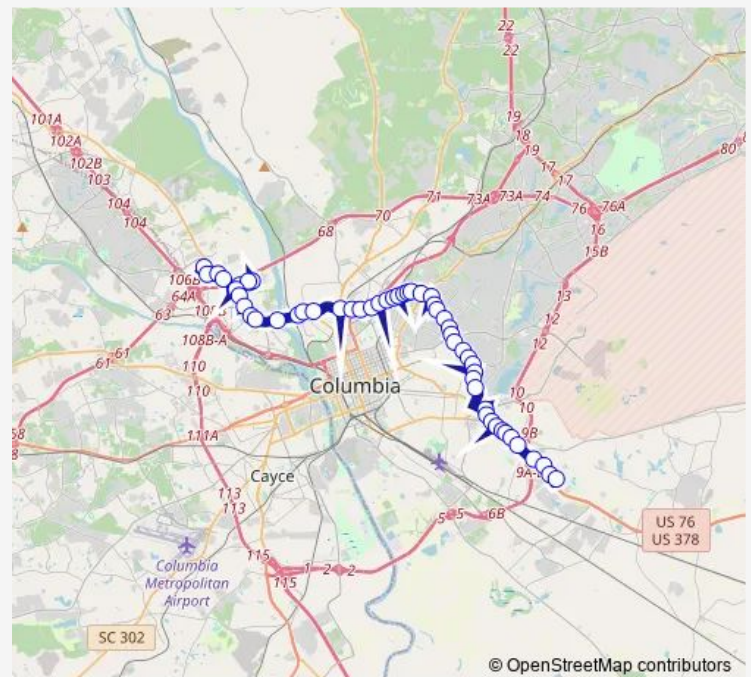 22
22
101A
102A
102B
103
104
104
19
18
19
17
17
80
71
73A
73A
74
76
76A
70
16
68
15B
106B
64A
63
13
12
12
108B-A
61
61
110
110
Columbia
10
10
58
111A
9B
Cayce
9A-
113
113
5
5
6B
US 76
US 378
Columbia
Metropolitan
Airport
115
1
2
2
115
SC 302
© OpenStreetMap contributors